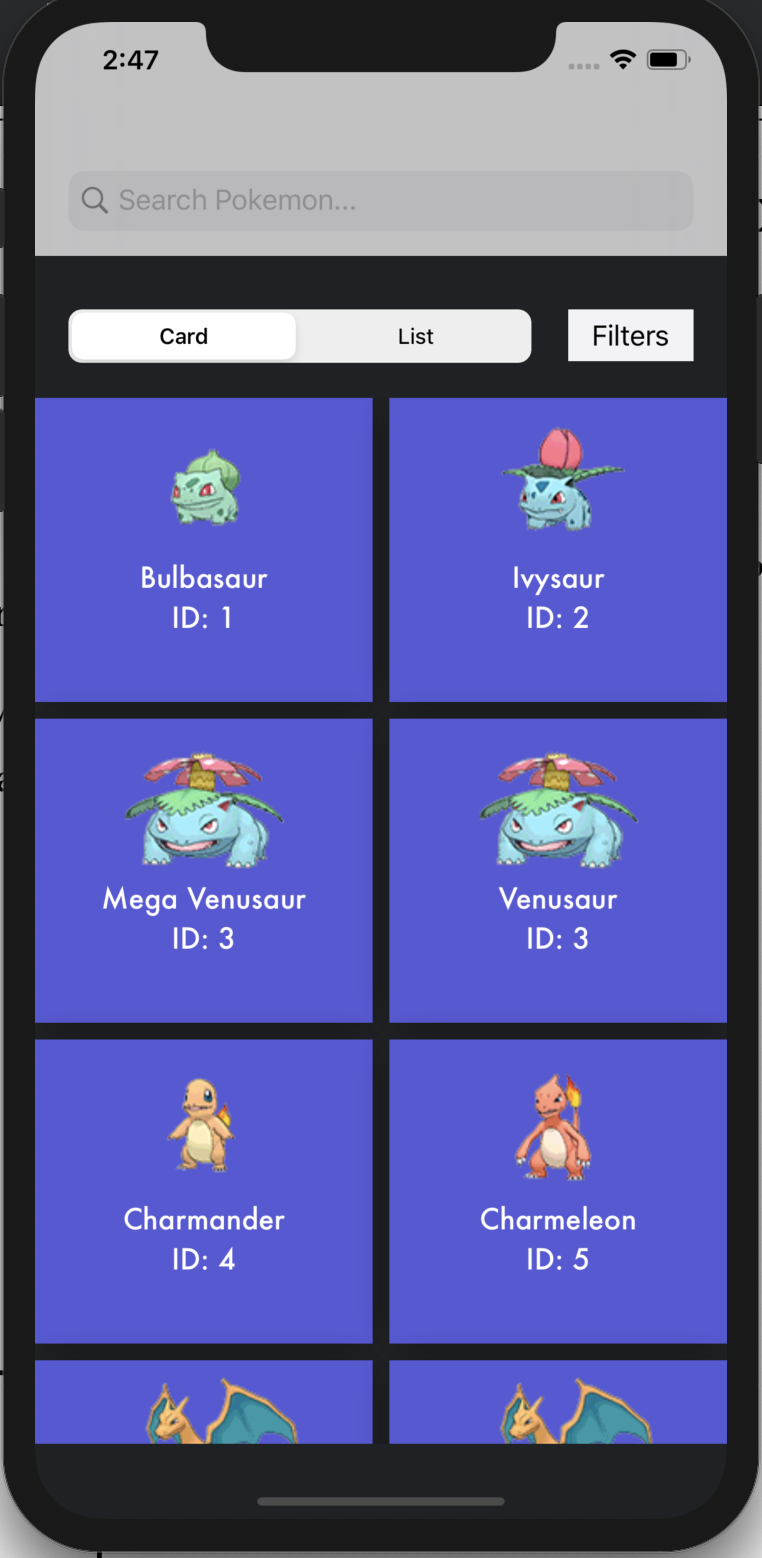 2:47
Search Pokemon...
Card
List
Filters
Bulbasaur
ID: 1
Ivysaur
ID: 2
Mega Venusaur
ID: 3
Venusaur
ID: 3
Charmander
ID: 4
Charmeleon
ID: 5